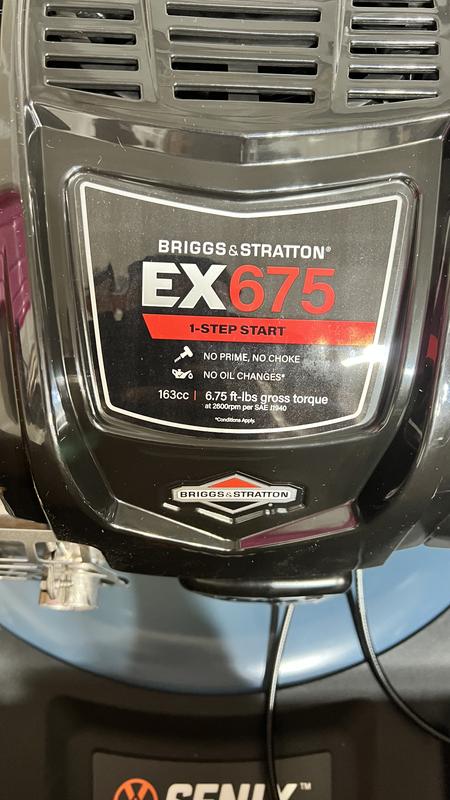 BRIGGS & STRATTON®
EX675
1-STEP START
NO PRIME, NO CHOKE
NO OIL CHANGES*
163cc | 6.75 ft-lbs gross torque
at 2600rpm per SAE J1940
*Conditions Apply.
BRIGGS & STRATTON
SENIX™